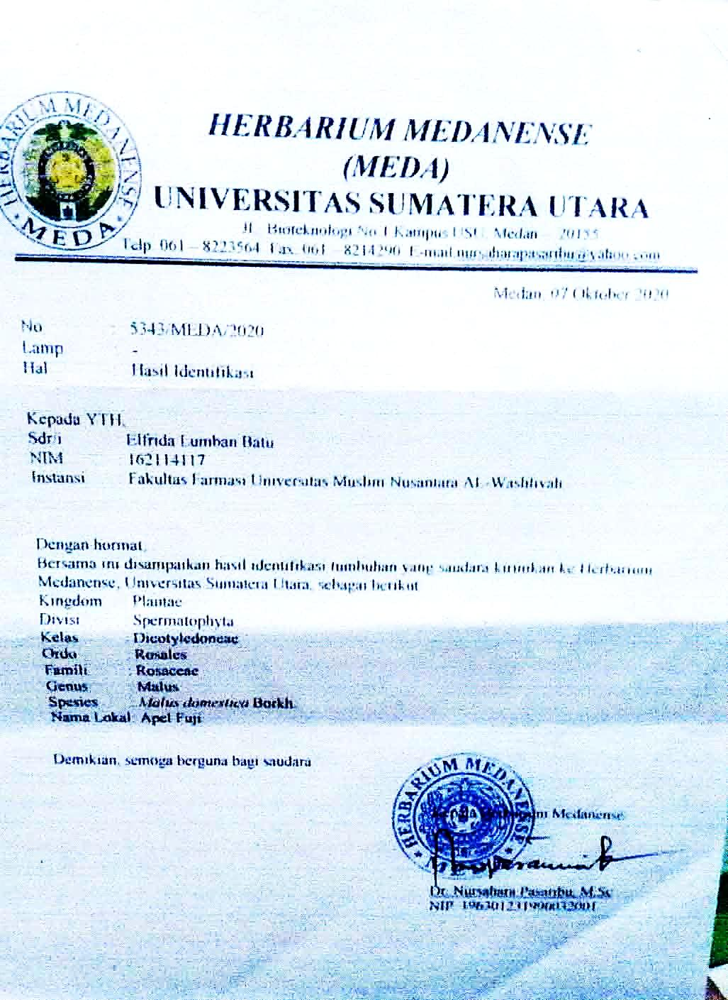 HERBARIUM MEDANENSE
MEDA
HERBARIUM MEDANENSE
(MEDA)
UNIVERSITAS SUMATERA UTARA
JL. Bioteknologi No.1 Kampus USU, Medan – 20155
Telp. 061 – 8223564 Fax. 061 – 8214290 E-mail.nursaharapasaribu@yahoo.com
Medan, 07 Oktober 2020
No : 5343/MEDA/2020
Lamp : -
Hal : Hasil Identifikasi
Kepada YTH,
Sdr/i : Elfrida Lumban Batu
NIM : 162114117
Instansi : Fakultas Farmasi Universitas Muslim Nusantara AL-Washliyah
Dengan hormat,
Bersama ini disampaikan hasil identifikasi tumbuhan yang saudara kirimkan ke Herbarium
Medanense, Universitas Sumatera Utara, sebagai berikut
Kingdom : Plantae
Divisi : Spermatophyta
Kelas : Dicotyledoneae
Ordo : Rosales
Famili : Rosaceae
Genus : Malus
Spesies : Malus domestica Borkh.
Nama Lokal: Apel Fuji
Demikian, semoga berguna bagi saudara
HERBARIUM MEDANENSE
Kepala Herbarium Medanense.
Dr. Nursahara Pasaribu, M.Sc
NIP. 196301231990032001